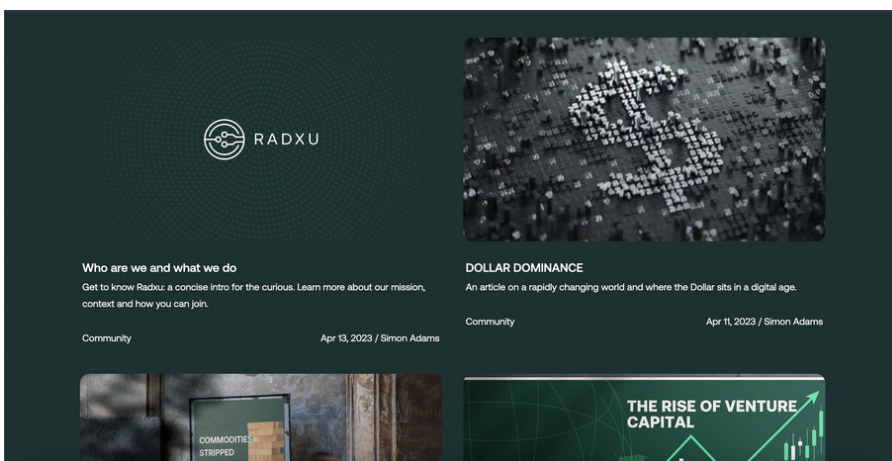 RADXU
Who are we and what we do
Get to know Radxu: a concise intro for the curious. Learn more about our mission,
context and how you can join.
Community
Apr 13, 2023 / Simon Adams
DOLLAR DOMINANCE
An article on a rapidly changing world and where the Dollar sits in a digital age.
Community
Apr 11, 2023 / Simon Adams
COMMODITIES
STRIPPED
THE RISE OF VENTURE
CAPITAL